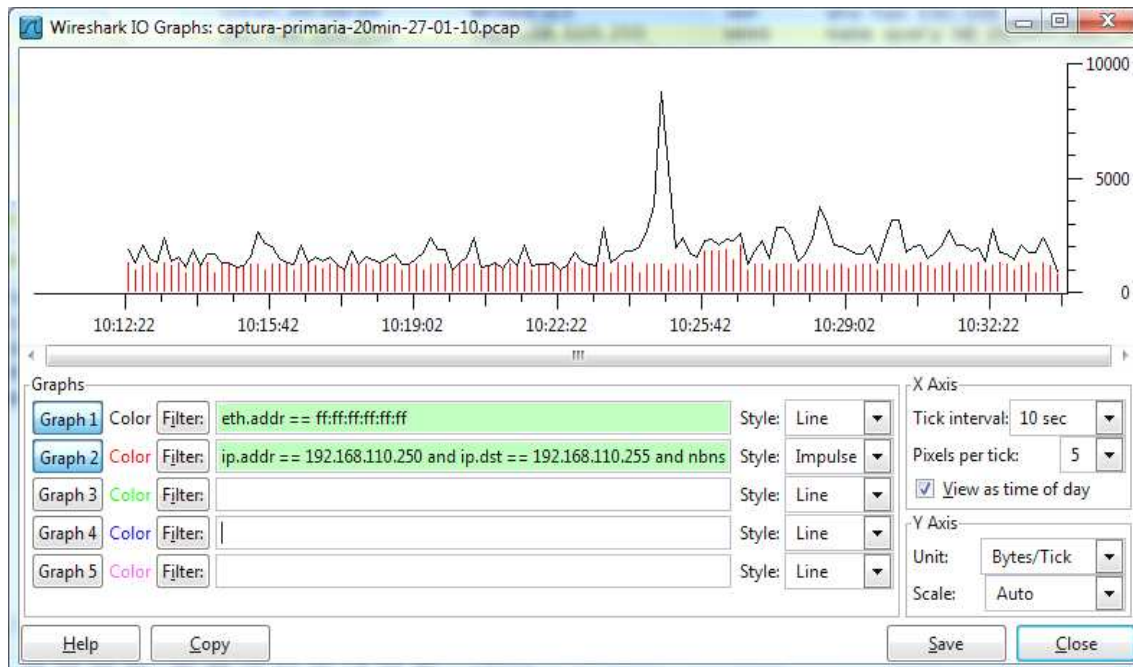 Wireshark IO Graphs: captura-primaria-20min-27-01-10.pcap
10000
5000
0
10:12:22 10:15:42 10:19:02 10:22:22 10:25:42 10:29:02 10:32:22
Graphs
Graph 1 Color Filter: eth.addr == ff:ff:ff:ff:ff:ff Style: Line
Graph 2 Color Filter: ip.addr == 192.168.110.250 and ip.dst == 192.168.110.255 and nbns Style: Impulse
Graph 3 Color Filter: Style: Line
Graph 4 Color Filter: Style: Line
Graph 5 Color Filter: Style: Line
X Axis
Tick interval: 10 sec
Pixels per tick: 5
View as time of day
Y Axis
Unit: Bytes/Tick
Scale: Auto
Help Copy Save Close